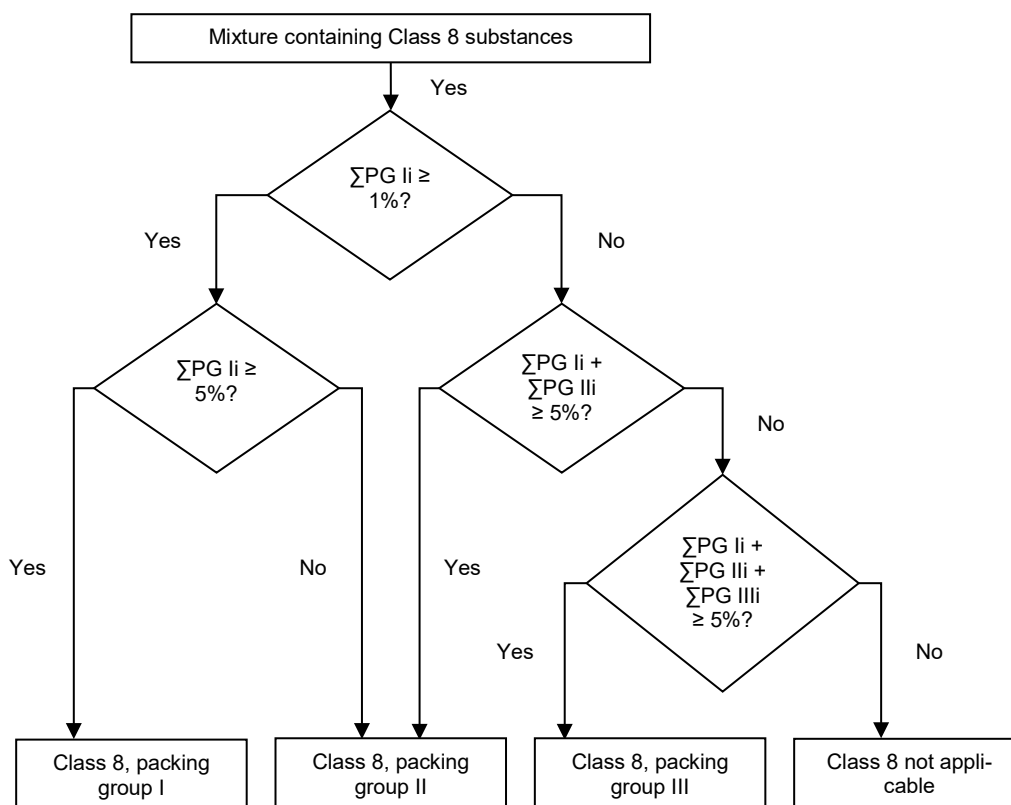 Mixture containing Class 8 substances
Yes
∑PG Ii ≥
1%?
Yes
No
∑PG Ii ≥
5%?
∑PG Ii +
∑PG IIi
≥ 5%?
No
Yes
No
Yes
∑PG Ii +
∑PG IIi +
∑PG IIIi
≥ 5%?
Yes
No
Class 8, packing
group I
Class 8, packing
group II
Class 8, packing
group III
Class 8 not appli-
cable